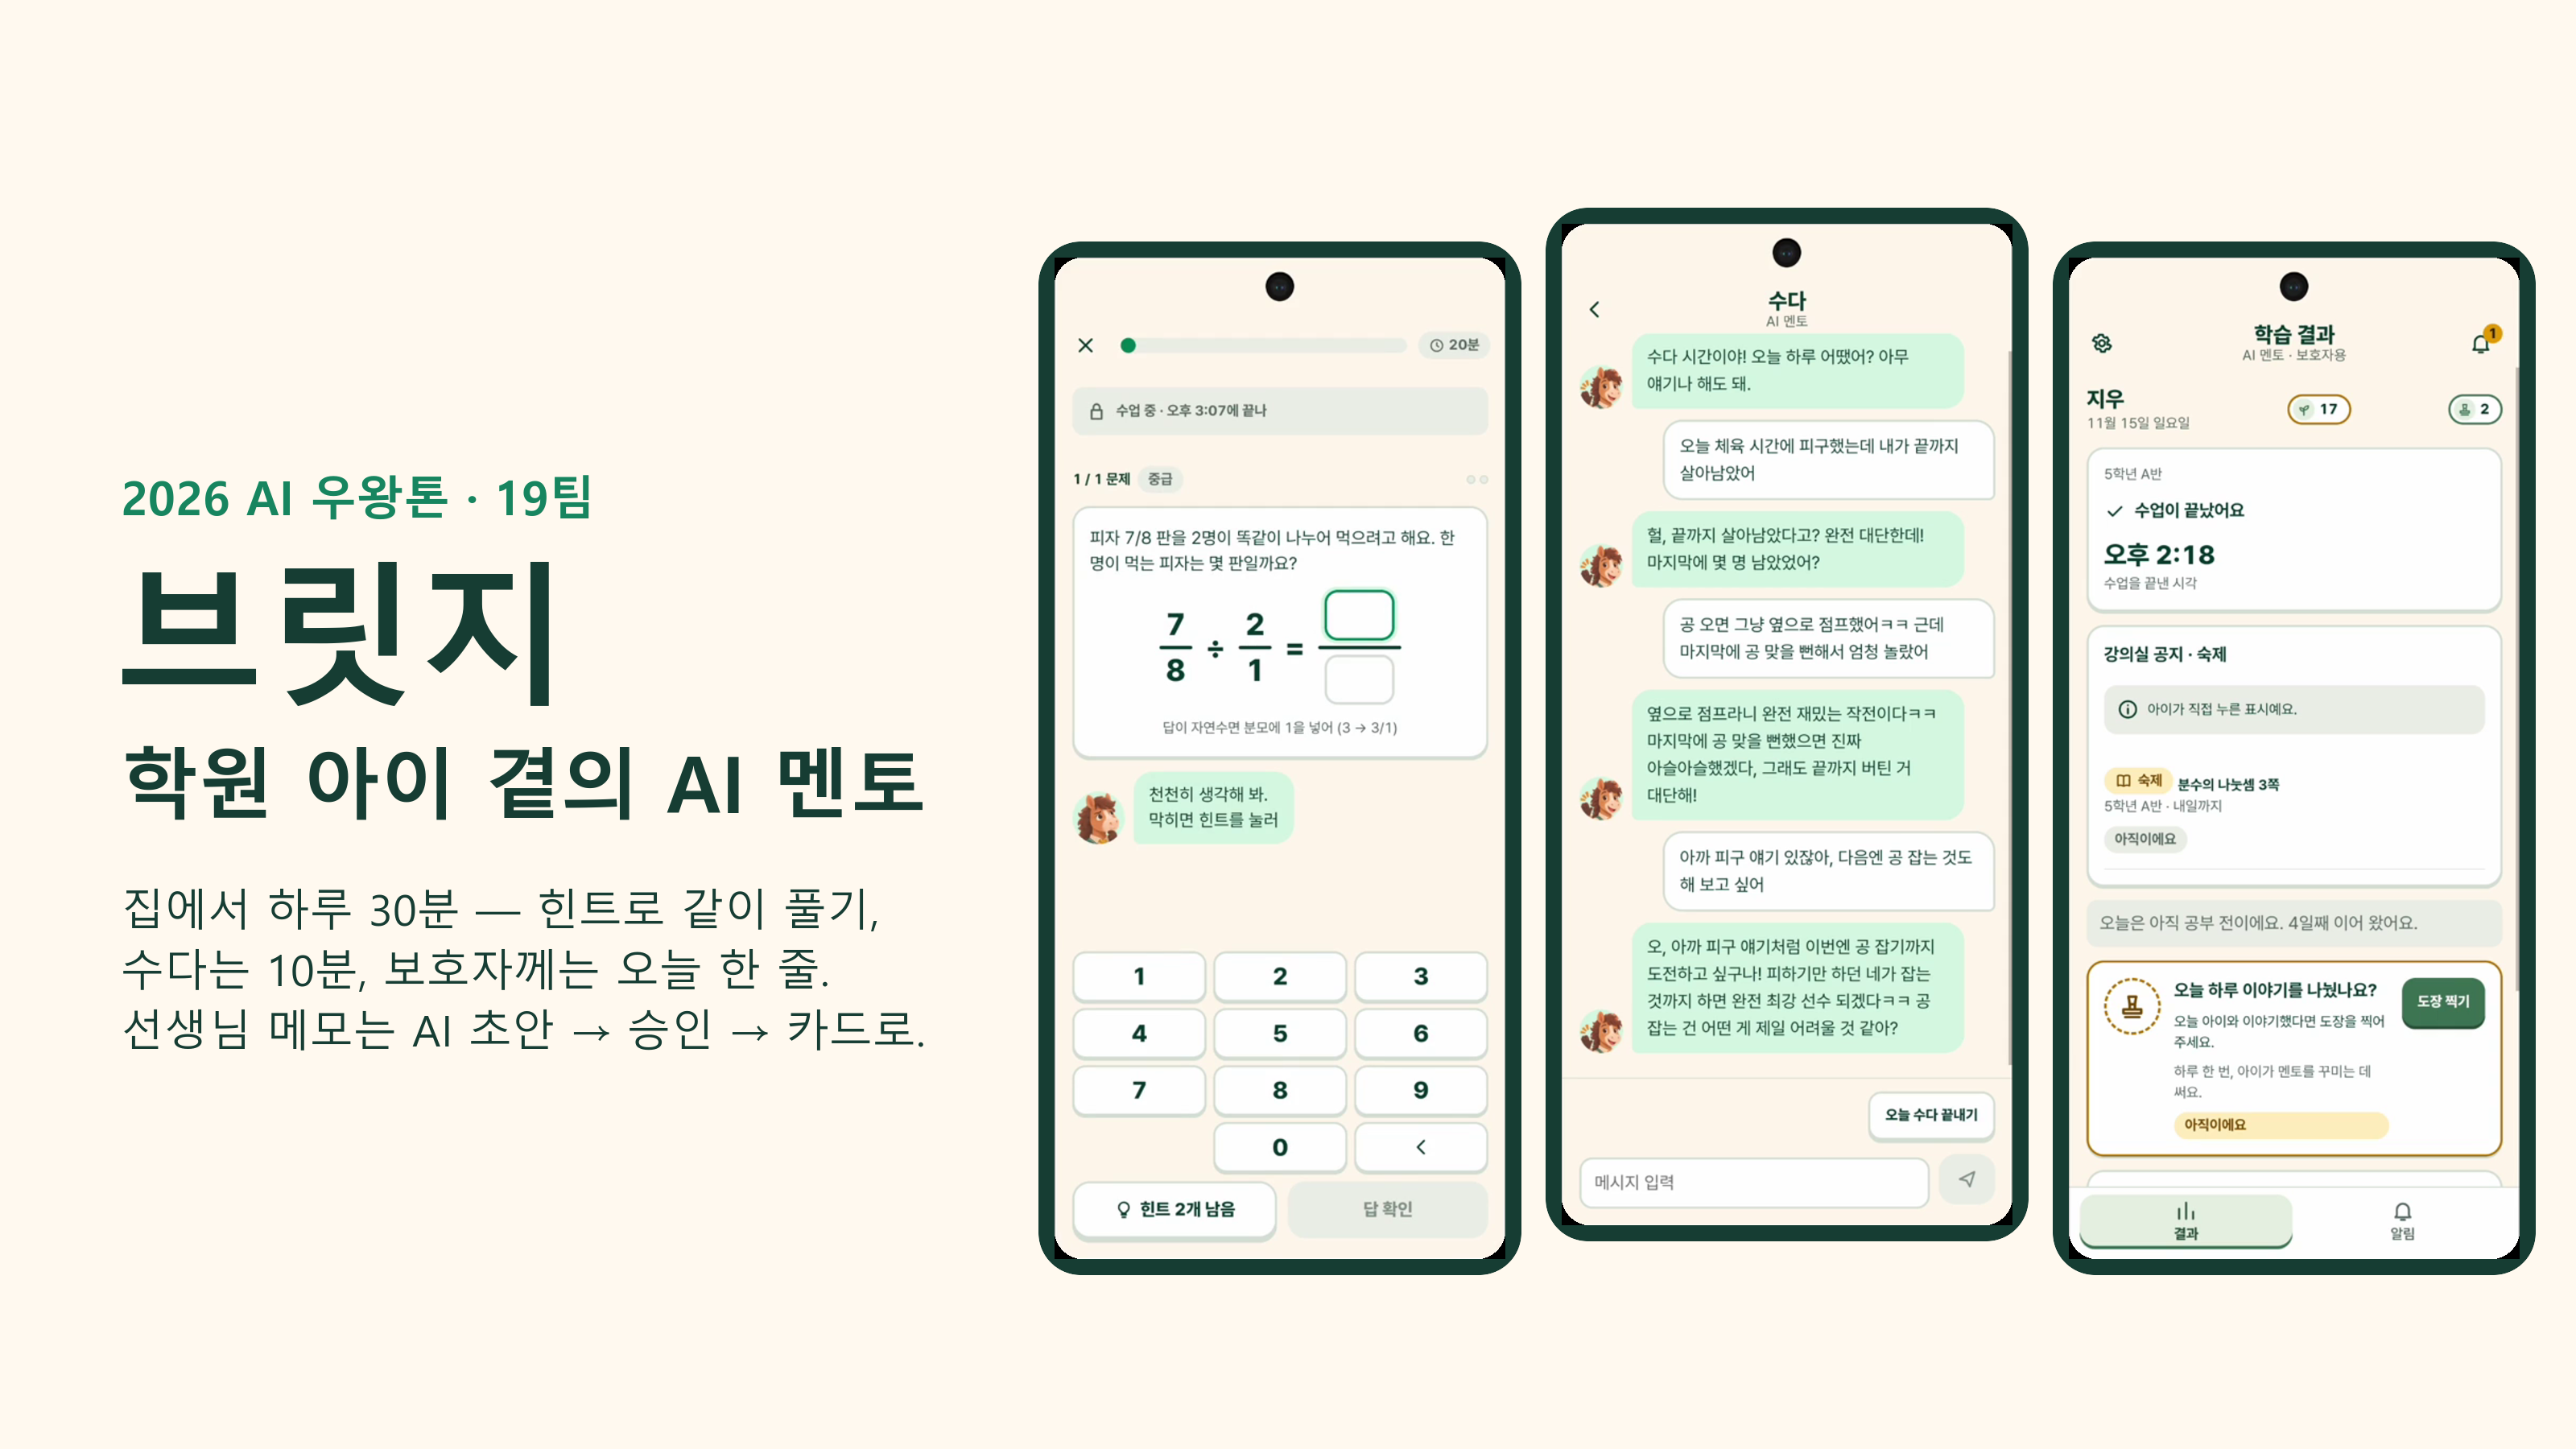 2026 AI 우왕톤 · 19팀
브릿지
학원 아이 곁의 AI 멘토
집에서 하루 30분 — 힌트로 같이 풀기,
수다는 10분, 보호자께는 오늘 한 줄.
선생님 메모는 AI 초안 → 승인 → 카드로.
20분
수업 중 · 오후 3:07에 끝나
1 / 1 문제 중급
피자 7/8 판을 2명이 똑같이 나누어 먹으려고 해요. 한
명이 먹는 피자는 몇 판일까요?
7/8 ÷ 2/1 =
답이 자연수면 분모에 1을 넣어 (3 → 3/1)
천천히 생각해 봐.
막히면 힌트를 눌러
1 2 3
4 5 6
7 8 9
0
힌트 2개 남음 답 확인
수다
AI 멘토
수다 시간이야! 오늘 하루 어땠어? 아무
얘기나 해도 돼.
오늘 체육 시간에 피구했는데 내가 끝까지
살아남았어
헐, 끝까지 살아남았다고? 완전 대단한데!
마지막에 몇 명 남았었어?
공 오면 그냥 옆으로 점프했어ㅋㅋ 근데
마지막에 공 맞을 뻔해서 엄청 놀랐어
옆으로 점프라니 완전 재밌는 작전이다ㅋㅋ
마지막에 공 맞을 뻔했으면 진짜
아슬아슬했겠다, 그래도 끝까지 버틴 거
대단해!
아까 피구 얘기 있잖아, 다음엔 공 잡는 것도
해 보고 싶어
오, 아까 피구 얘기처럼 이번엔 공 잡기까지
도전하고 싶구나! 피하기만 하던 네가 잡는
것까지 하면 완전 최강 선수 되겠다ㅋㅋ 공
잡는 건 어떤 게 제일 어려울 것 같아?
오늘 수다 끝내기
메시지 입력
학습 결과
AI 멘토 · 보호자용
1
지우
11월 15일 일요일
17
2
5학년 A반
수업이 끝났어요
오후 2:18
수업을 끝낸 시각
강의실 공지 · 숙제
아이가 직접 누른 표시예요.
숙제 분수의 나눗셈 3쪽
5학년 A반 · 내일까지
아직이에요
오늘은 아직 공부 전이에요. 4일째 이어 왔어요.
오늘 하루 이야기를 나눴나요?
도장 찍기
오늘 아이와 이야기했다면 도장을 찍어
주세요.
하루 한 번, 아이가 멘토를 꾸미는 데
써요.
아직이에요
결과 알림